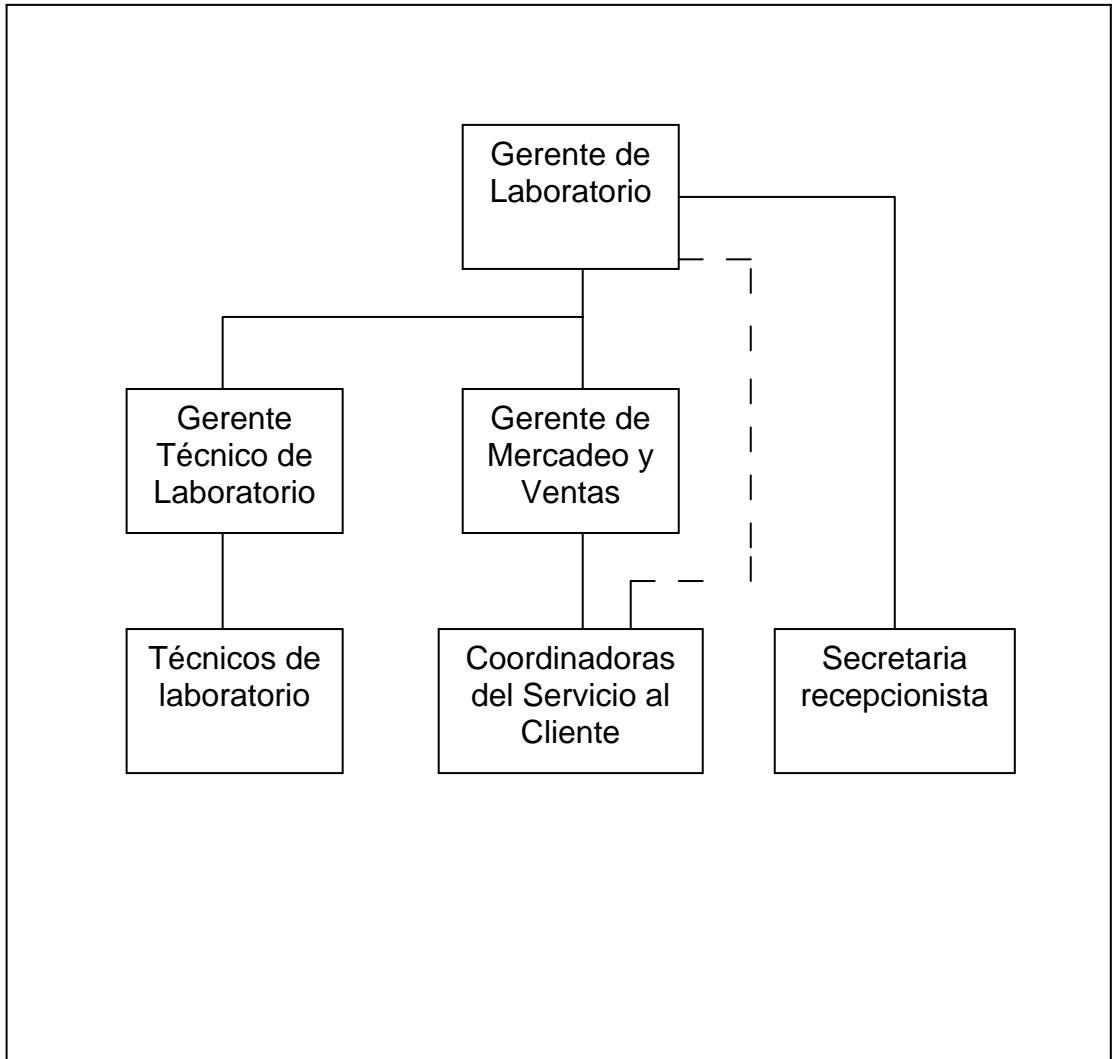 Gerente de
Laboratorio
Gerente
Técnico de
Laboratorio
Gerente de
Mercadeo y
Ventas
Técnicos de
laboratorio
Coordinadoras
del Servicio al
Cliente
Secretaria
recepcionista